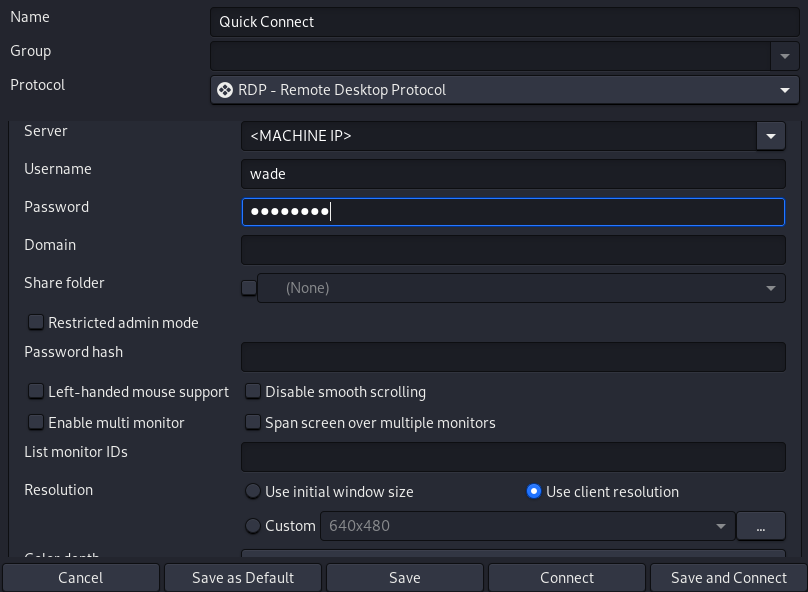 Name Quick Connect
Group
Protocol RDP - Remote Desktop Protocol
Server <MACHINE IP>
Username wade
Password ●●●●●●●●
Domain
Share folder (None)
Restricted admin mode
Password hash
Left-handed mouse support Disable smooth scrolling
Enable multi monitor Span screen over multiple monitors
List monitor IDs
Resolution Use initial window size Use client resolution
Custom 640x480 ...
Color depth
Cancel Save as Default Save Connect Save and Connect